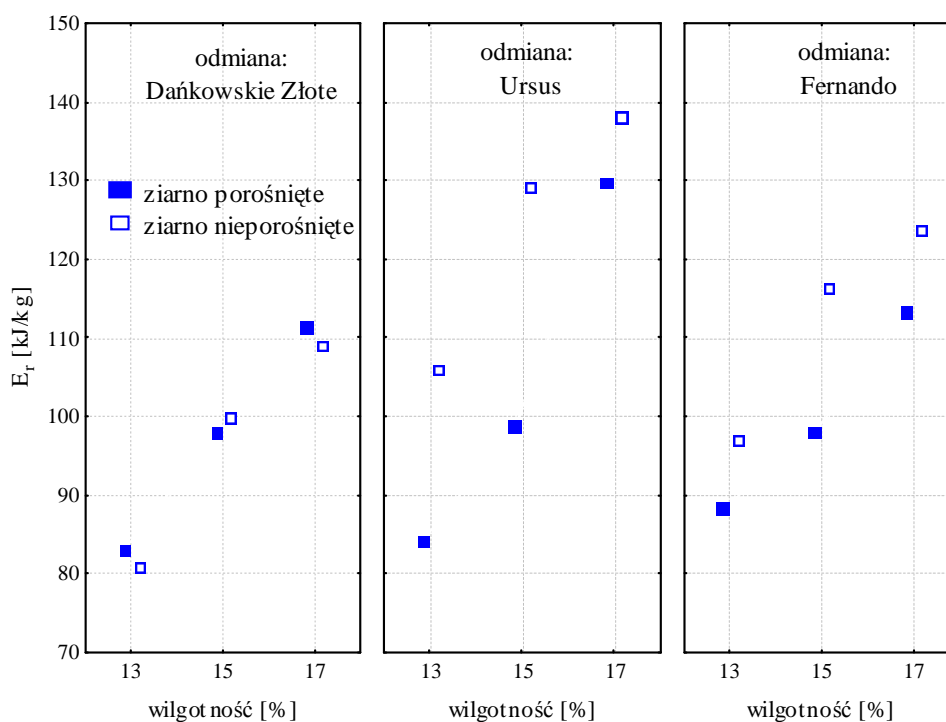 odmiana:
Dańkowskie Złote
odmiana:
Ursus
odmiana:
Fernando
ziarno porośnięte
ziarno nieporośnięte
E_r [kJ/kg]
150
140
130
120
110
100
90
80
70
13 15 17
13 15 17
13 15 17
wilgotność [%]
wilgotność [%]
wilgotność [%]